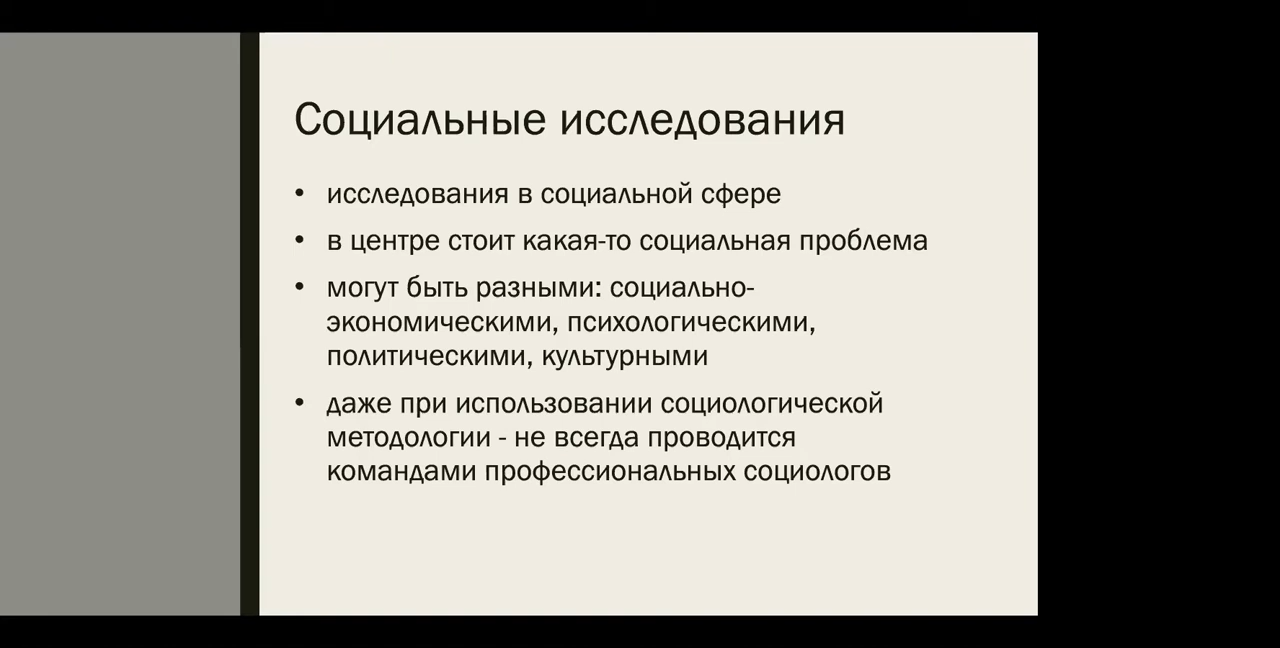 Социальные исследования
• исследования в социальной сфере
• в центре стоит какая-то социальная проблема
• могут быть разными: социально-
экономическими, психологическими,
политическими, культурными
• даже при использовании социологической
методологии - не всегда проводится
командами профессиональных социологов